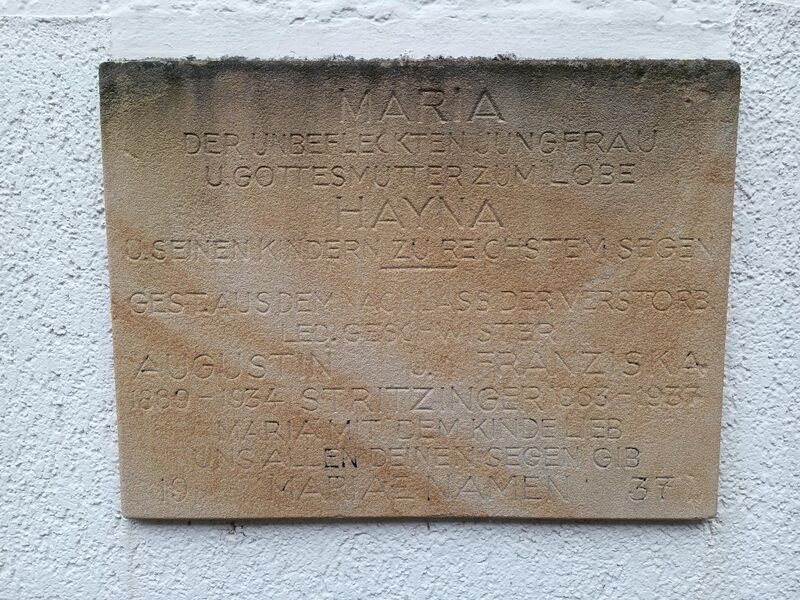 MARIA
DER UNBEFLECKTEN JUNGFRAU
U. GOTTESMUTTER ZUM LOBE
HAYNA
U. SEINEN KINDERN ZU REICHSTEM SEGEN
GEST. AUS DEM NACHLASS DER VERSTORB
LED. GESCHWISTER
AUGUSTIN U. FRANZISKA
1889-1934 STRITZINGER 1863-1937
MARIA MIT DEM KINDE LIEB
UNS ALLEN DEINEN SEGEN GIB
19 MARIAE NAMEN 37